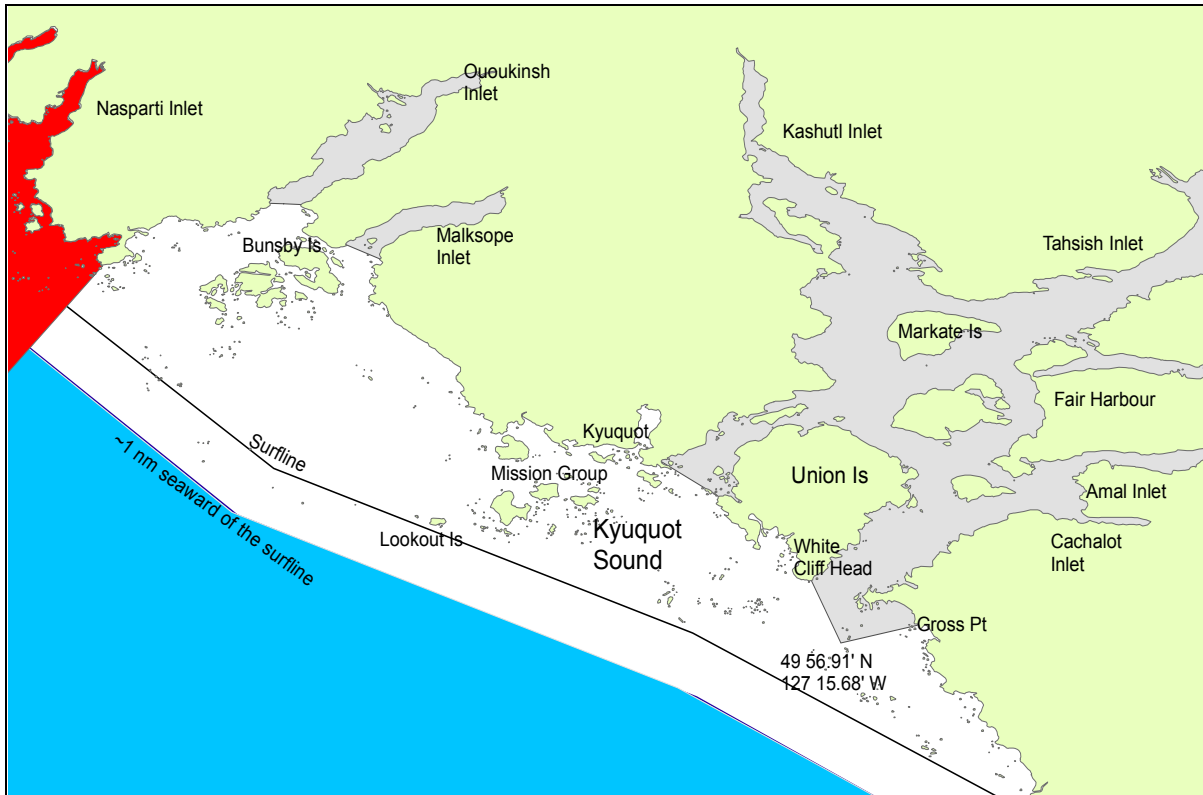 Nasparti Inlet
Ououkinsh
Inlet
Kashutl Inlet
Bunsby Is
Malksope
Inlet
Tahsish Inlet
Markate Is
Fair Harbour
Surfline
Kyuquot
~1 nm seaward of the surfline
Mission Group
Union Is
Amal Inlet
Lookout Is
Kyuquot
Sound
White
Cliff Head
Cachalot
Inlet
Gross Pt
49 56.91' N
127 15.68' W